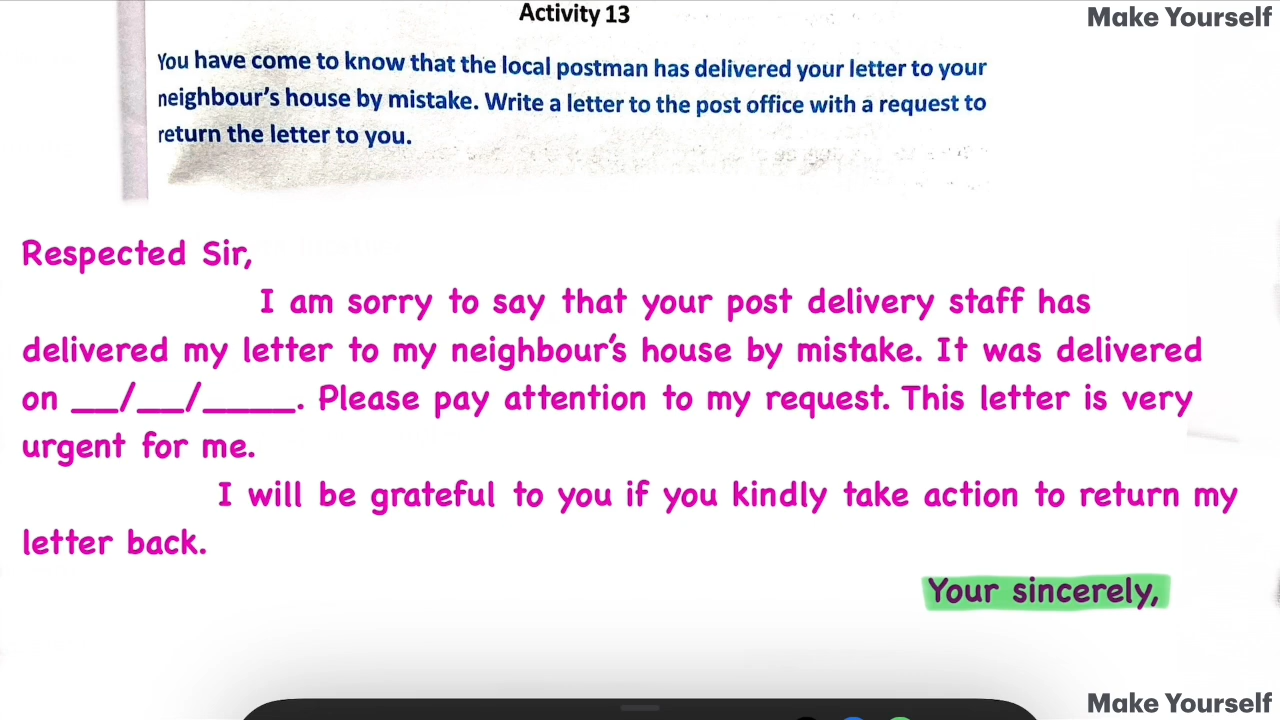 Activity 13
Make Yourself
You have come to know that the local postman has delivered your letter to your
neighbour's house by mistake. Write a letter to the post office with a request to
return the letter to you.
Respected Sir,
I am sorry to say that your post delivery staff has
delivered my letter to my neighbour's house by mistake. It was delivered
on __/__/____. Please pay attention to my request. This letter is very
urgent for me.
I will be grateful to you if you kindly take action to return my
letter back.
Your sincerely,
Make Yourself